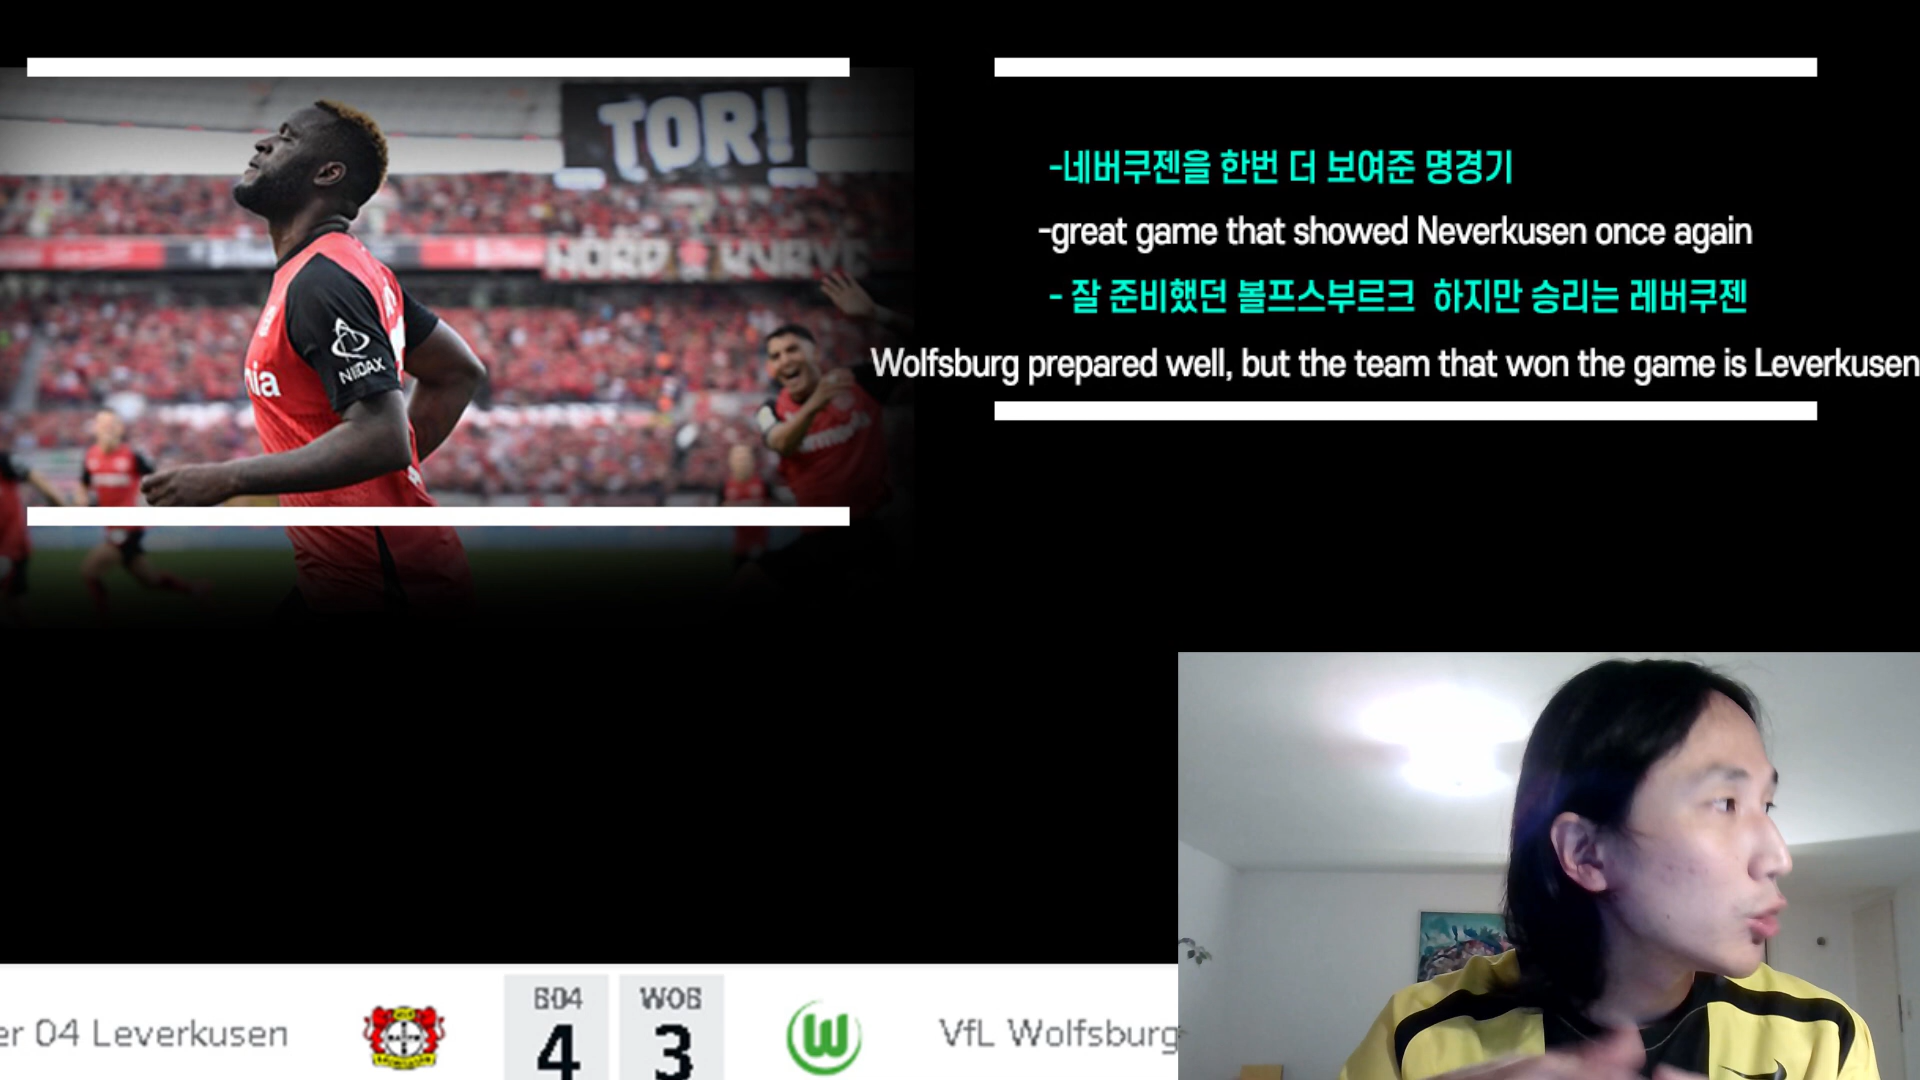 TOR!
NORD KURVE
NIDAX
nia
-네버쿠젠을 한번 더 보여준 명경기
-great game that showed Neverkusen once again
- 잘 준비했던 볼프스부르크 하지만 승리는 레버쿠젠
Wolfsburg prepared well, but the team that won the game is Leverkusen
er 04 Leverkusen
B04
4
WOB
3
W
VfL Wolfsburg